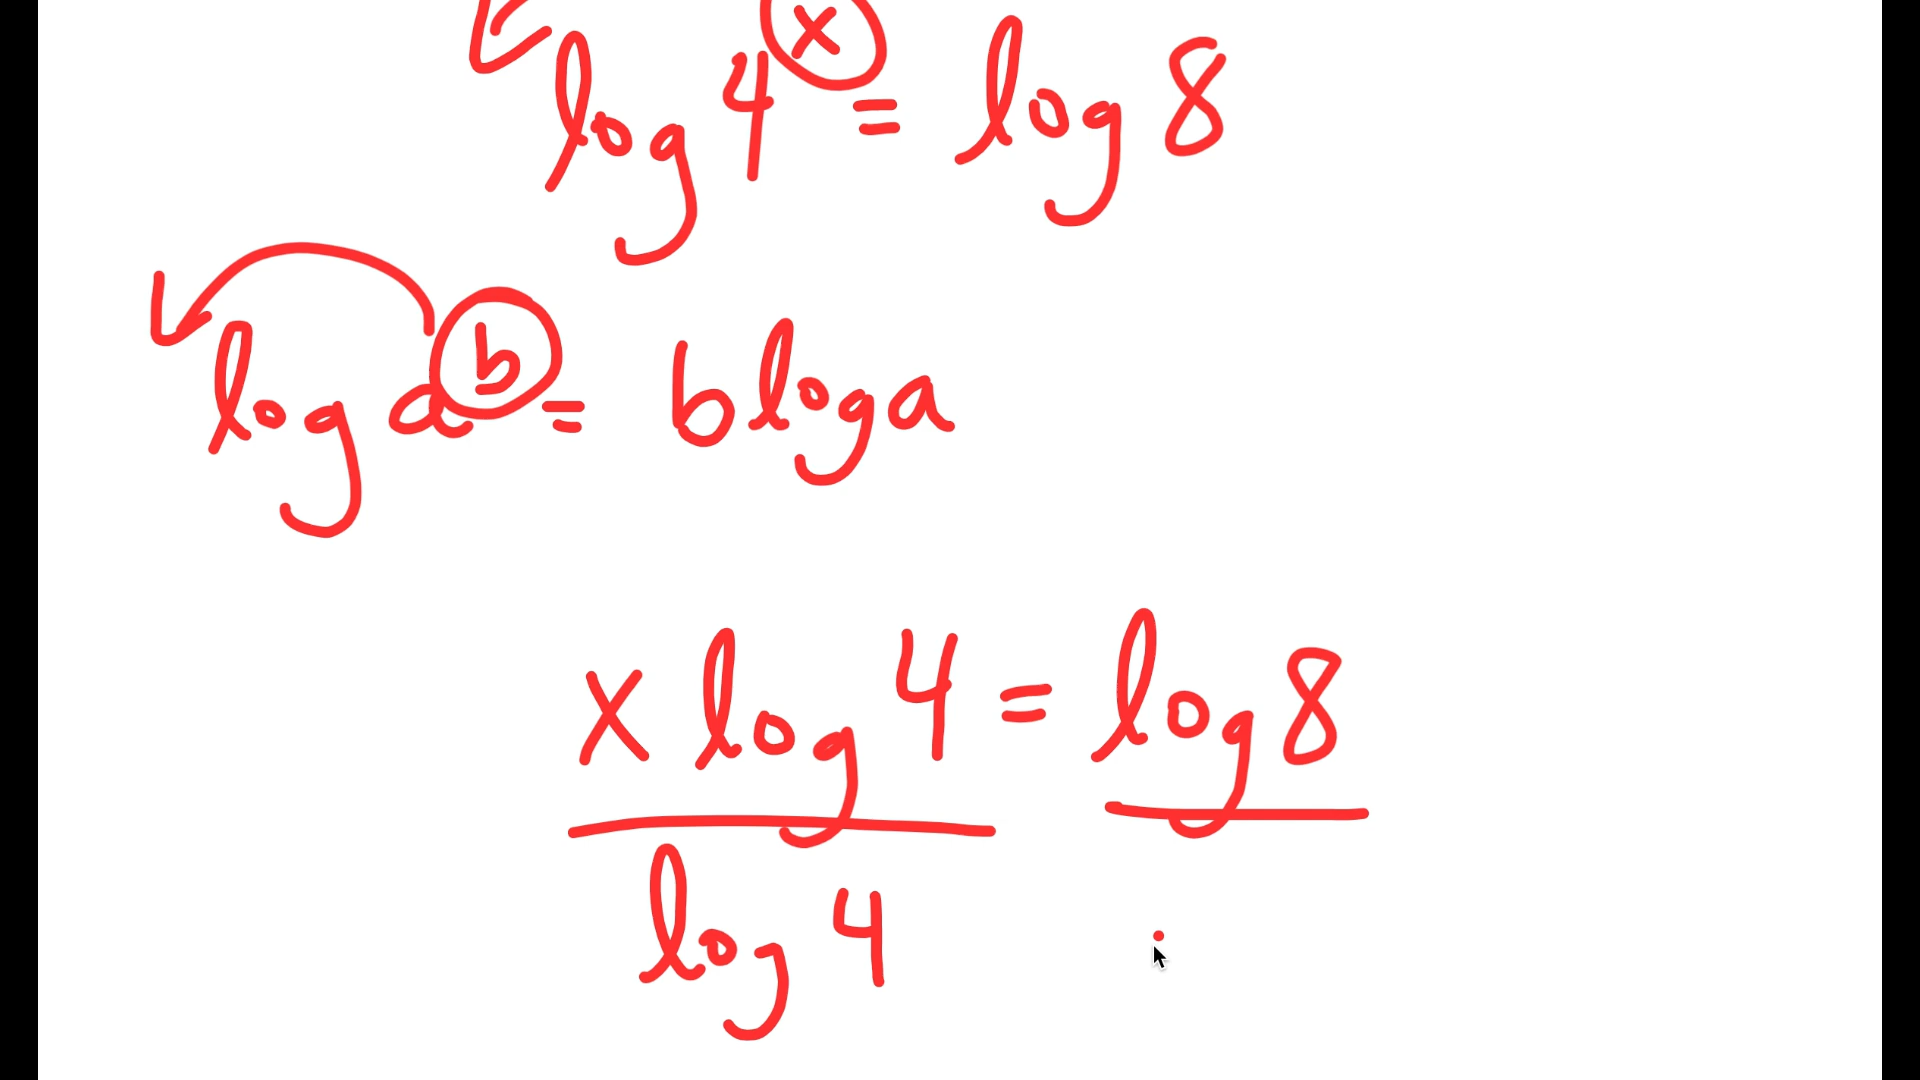 log 4^x = log 8
log a^b = b log a
x log 4 = log 8
log 4